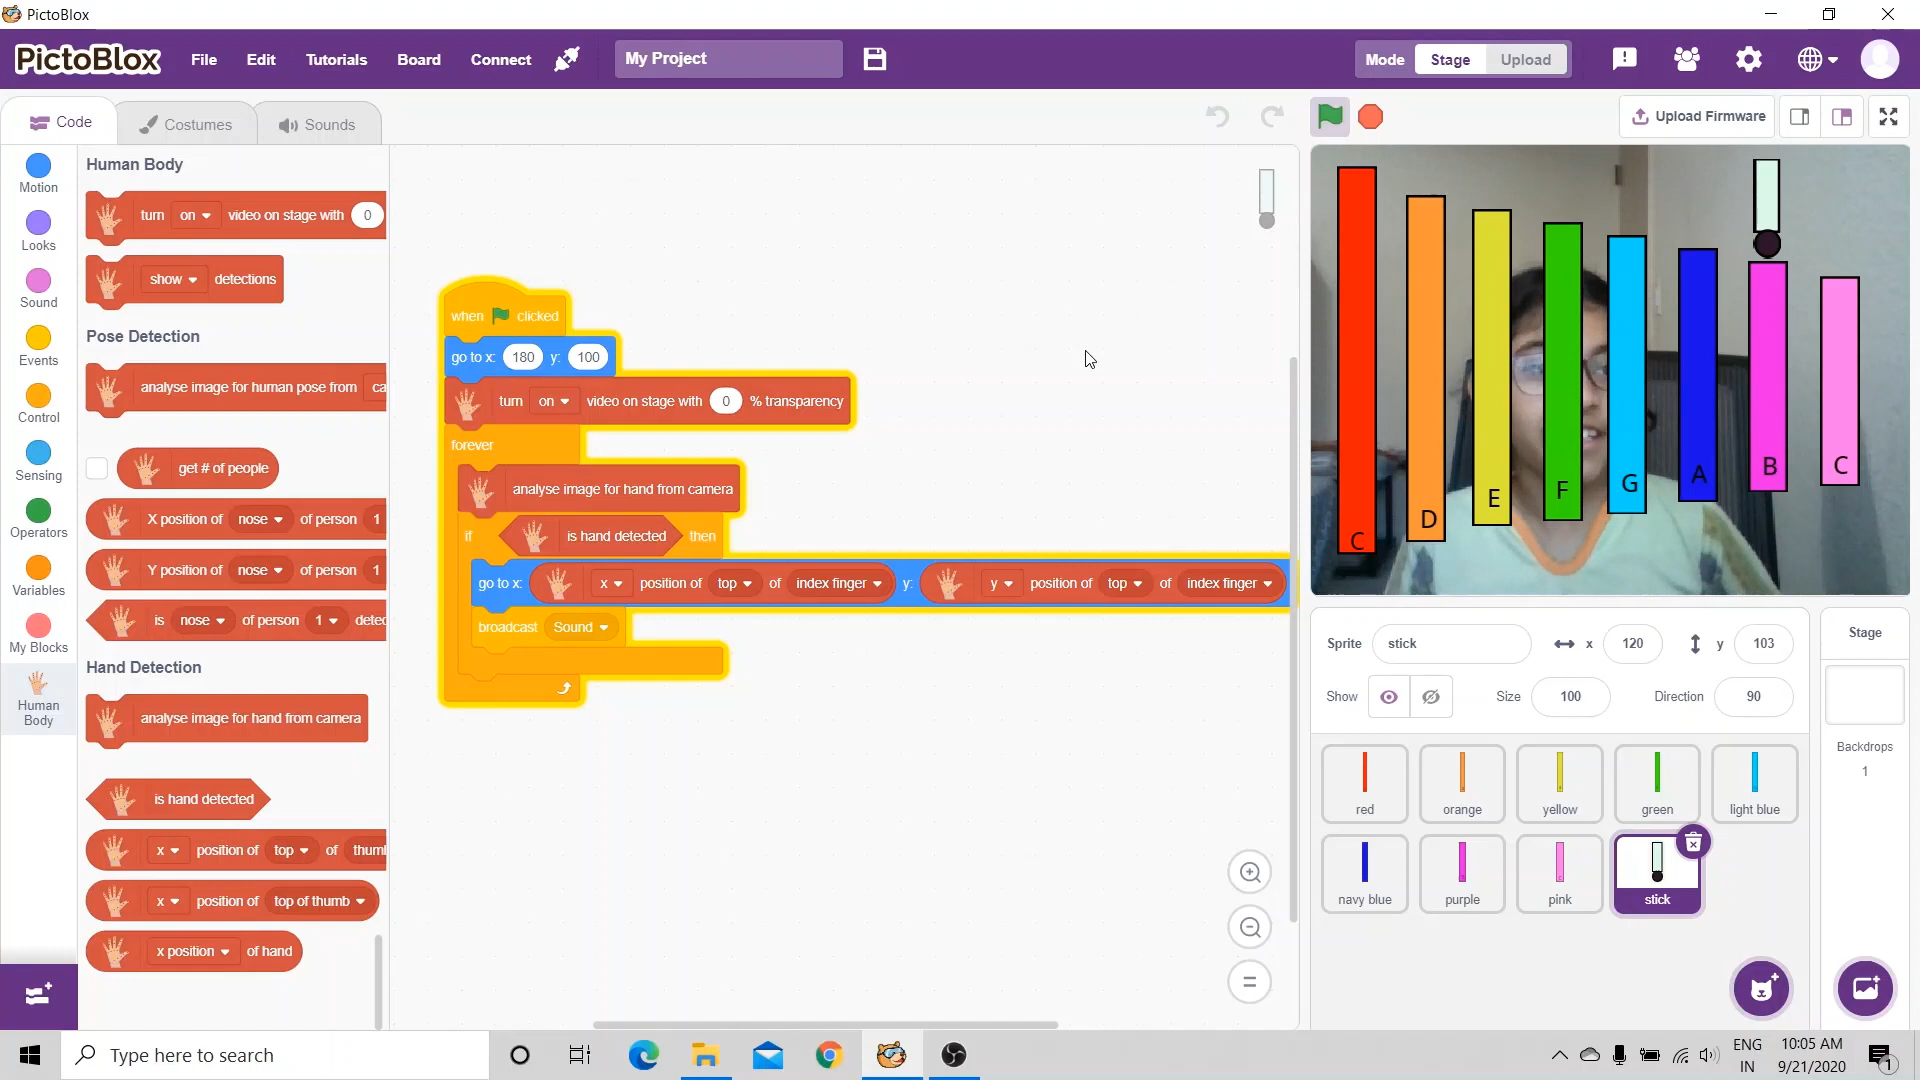 PictoBlox
PictoBlox File Edit Tutorials Board Connect My Project Mode Stage Upload
Code Costumes Sounds Upload Firmware
Motion
Looks
Sound
Events
Control
Sensing
Operators
Variables
My Blocks
Human
Body
Human Body
turn on video on stage with 0
show detections
Pose Detection
analyse image for human pose from ca
get # of people
X position of nose of person 1
Y position of nose of person 1
is nose of person 1 detec
Hand Detection
analyse image for hand from camera
is hand detected
x position of top of thuml
x position of top of thumb
x position of hand
when clicked
go to x: 180 y: 100
turn on video on stage with 0 % transparency
forever
analyse image for hand from camera
if is hand detected then
go to x: x position of top of index finger y: y position of top of index finger
broadcast Sound
C D E F G A B C
Sprite stick x 120 y 103
Show Size 100 Direction 90
red orange yellow green light blue
navy blue purple pink stick
Stage
Backdrops
1
Type here to search
ENG
IN
10:05 AM
9/21/2020
1